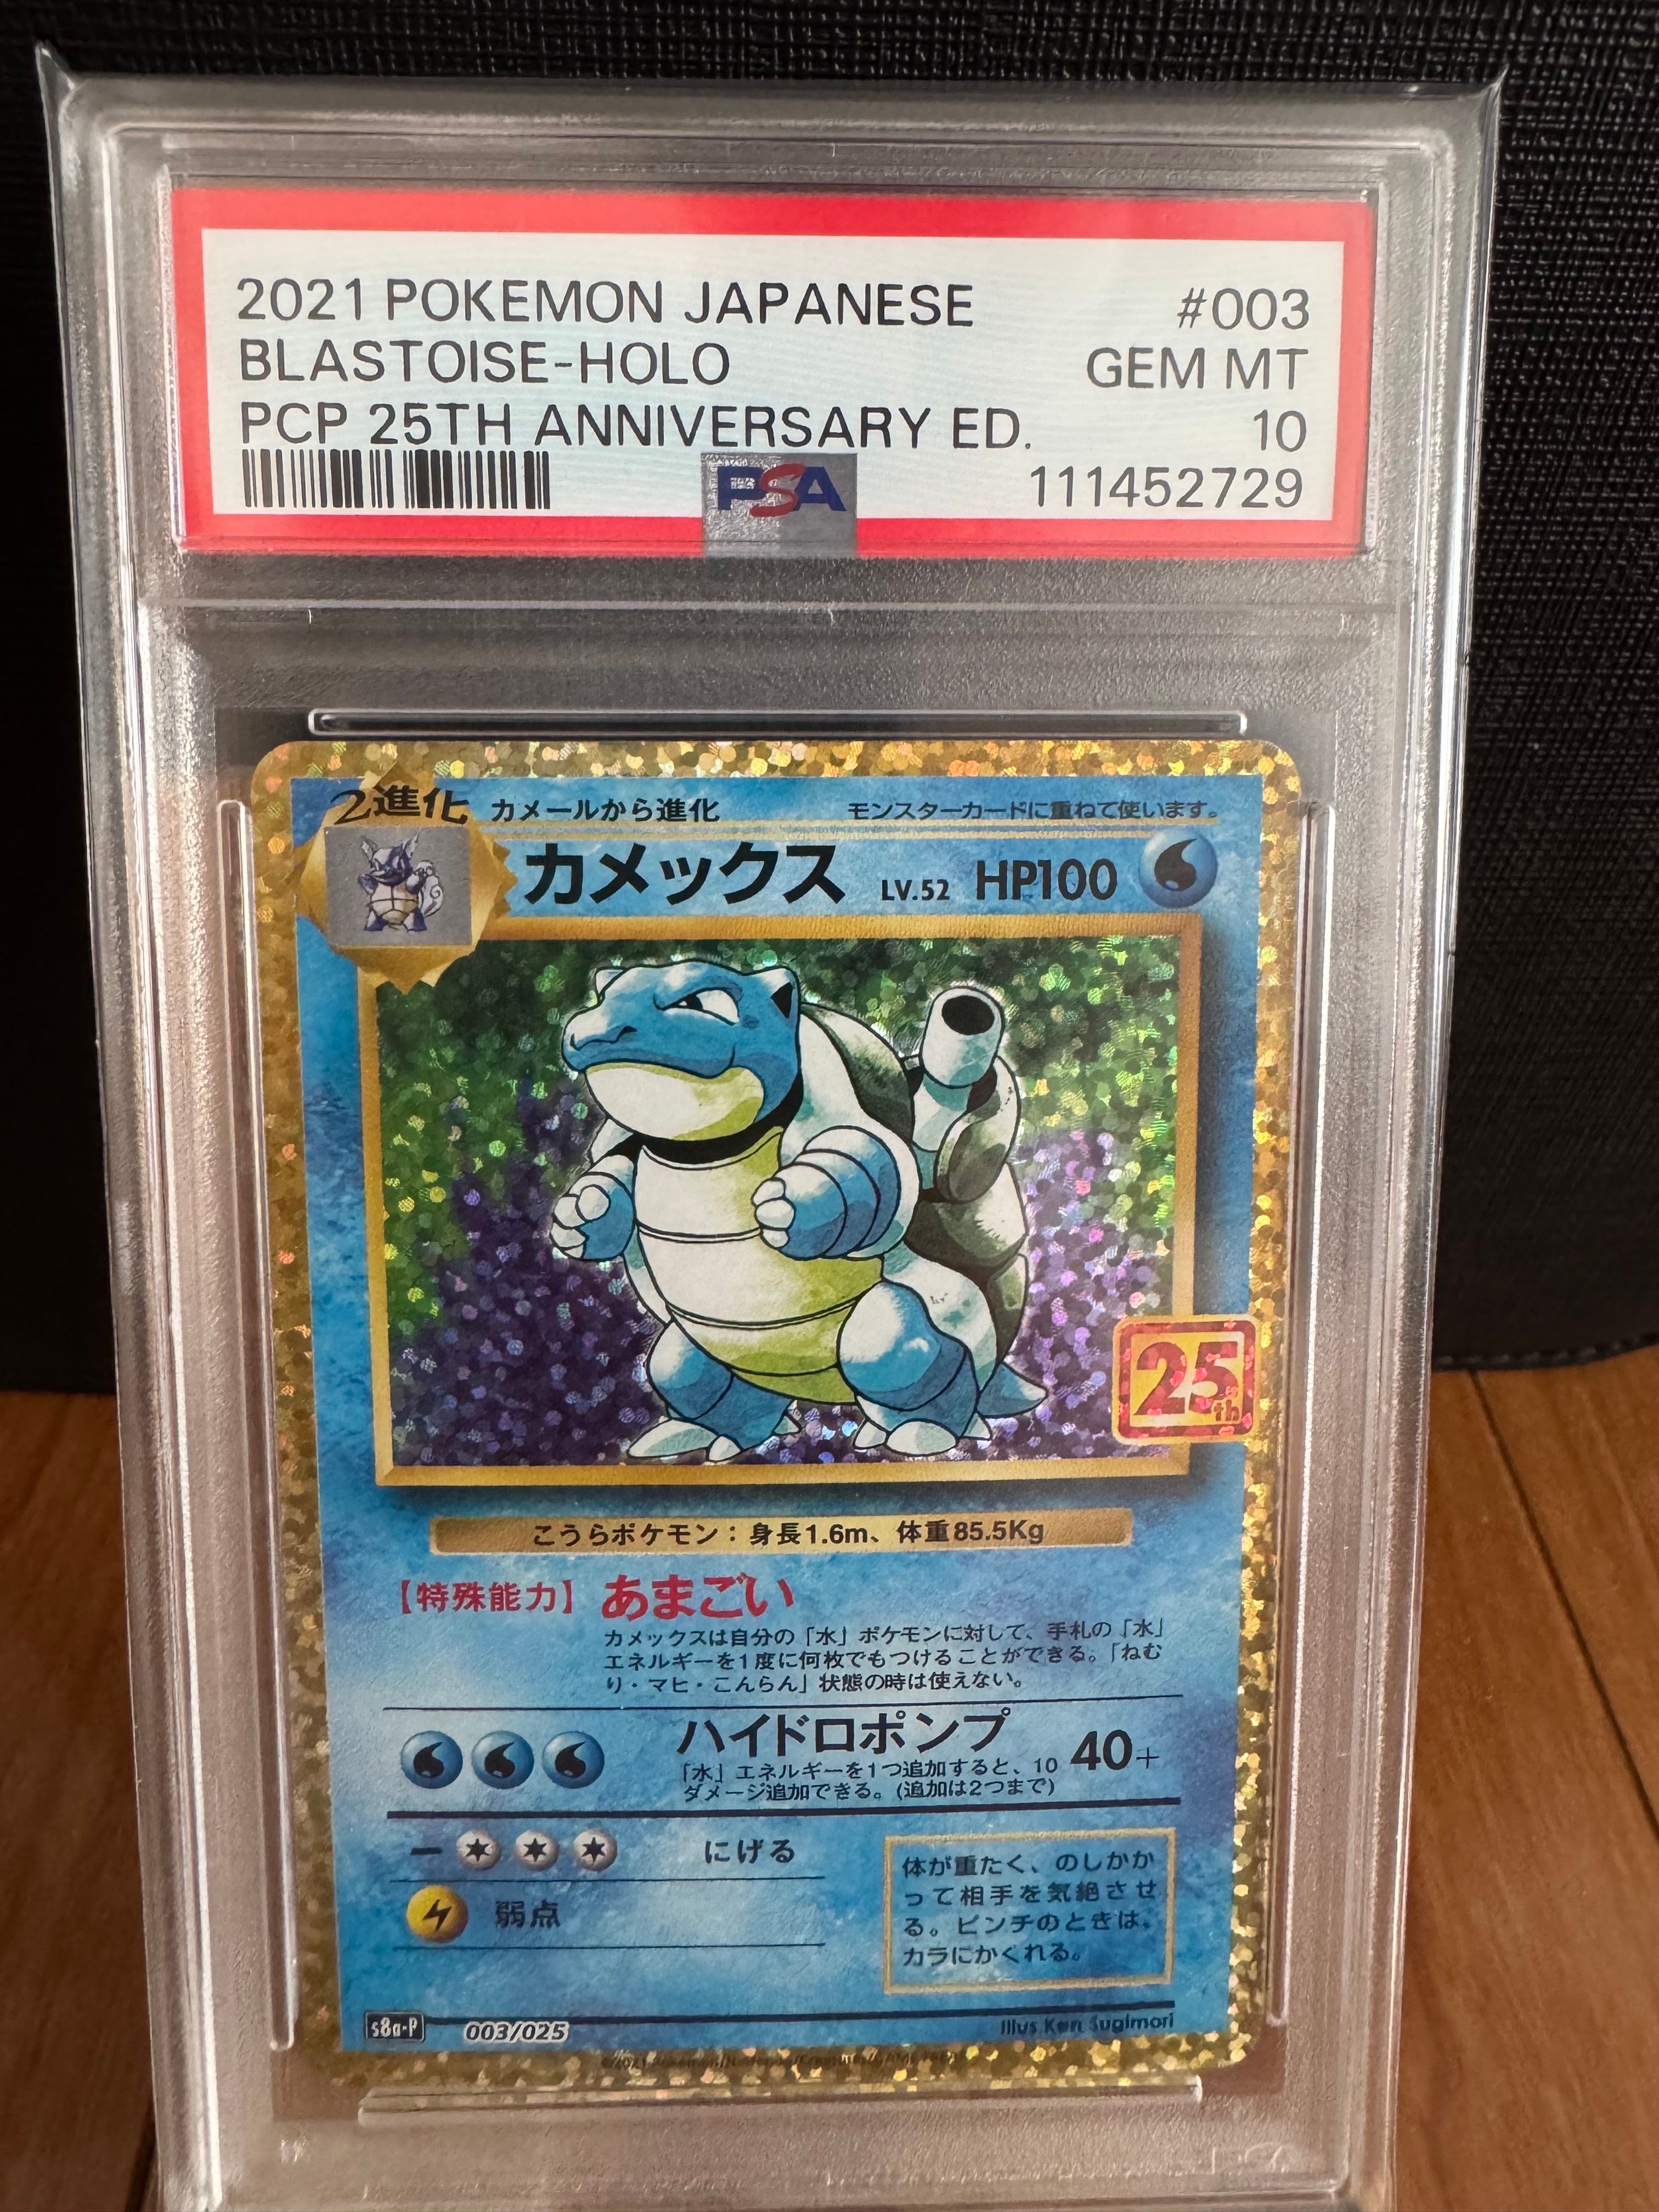 2021 POKEMON JAPANESE #003
BLASTOISE-HOLO GEM MT
PCP 25TH ANNIVERSARY ED. 10
PSA 111452729
2進化 カメールから進化 モンスターカードに重ねて使います。
カメックス LV.52 HP100
25th
こうらポケモン：身長1.6m、体重85.5Kg
【特殊能力】 あまごい
カメックスは自分の「水」ポケモンに対して、手札の「水」
エネルギーを1度に何枚でもつけることができる。「ねむ
り・マヒ・こんらん」状態の時は使えない。
ハイドロポンプ 40+
「水」エネルギーを1つ追加すると、10
ダメージ追加できる。(追加は2つまで)
ー にげる
弱点
体が重たく、のしかか
って相手を気絶させ
る。ピンチのときは、
カラにかくれる。
s8a-P 003/025 Illus Ken Sugimori